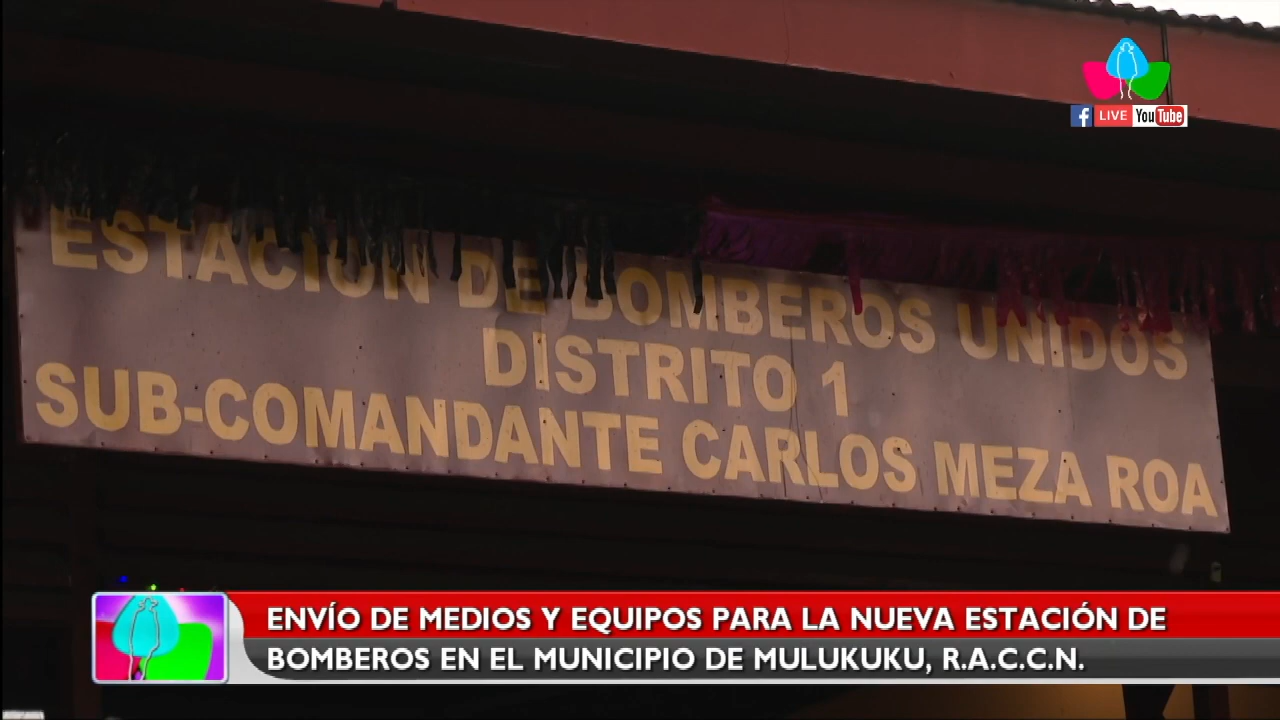 f LIVE YouTube
ESTACION DE BOMBEROS UNIDOS
DISTRITO 1
SUB-COMANDANTE CARLOS MEZA ROA
ENVÍO DE MEDIOS Y EQUIPOS PARA LA NUEVA ESTACIÓN DE
BOMBEROS EN EL MUNICIPIO DE MULUKUKU, R.A.C.C.N.